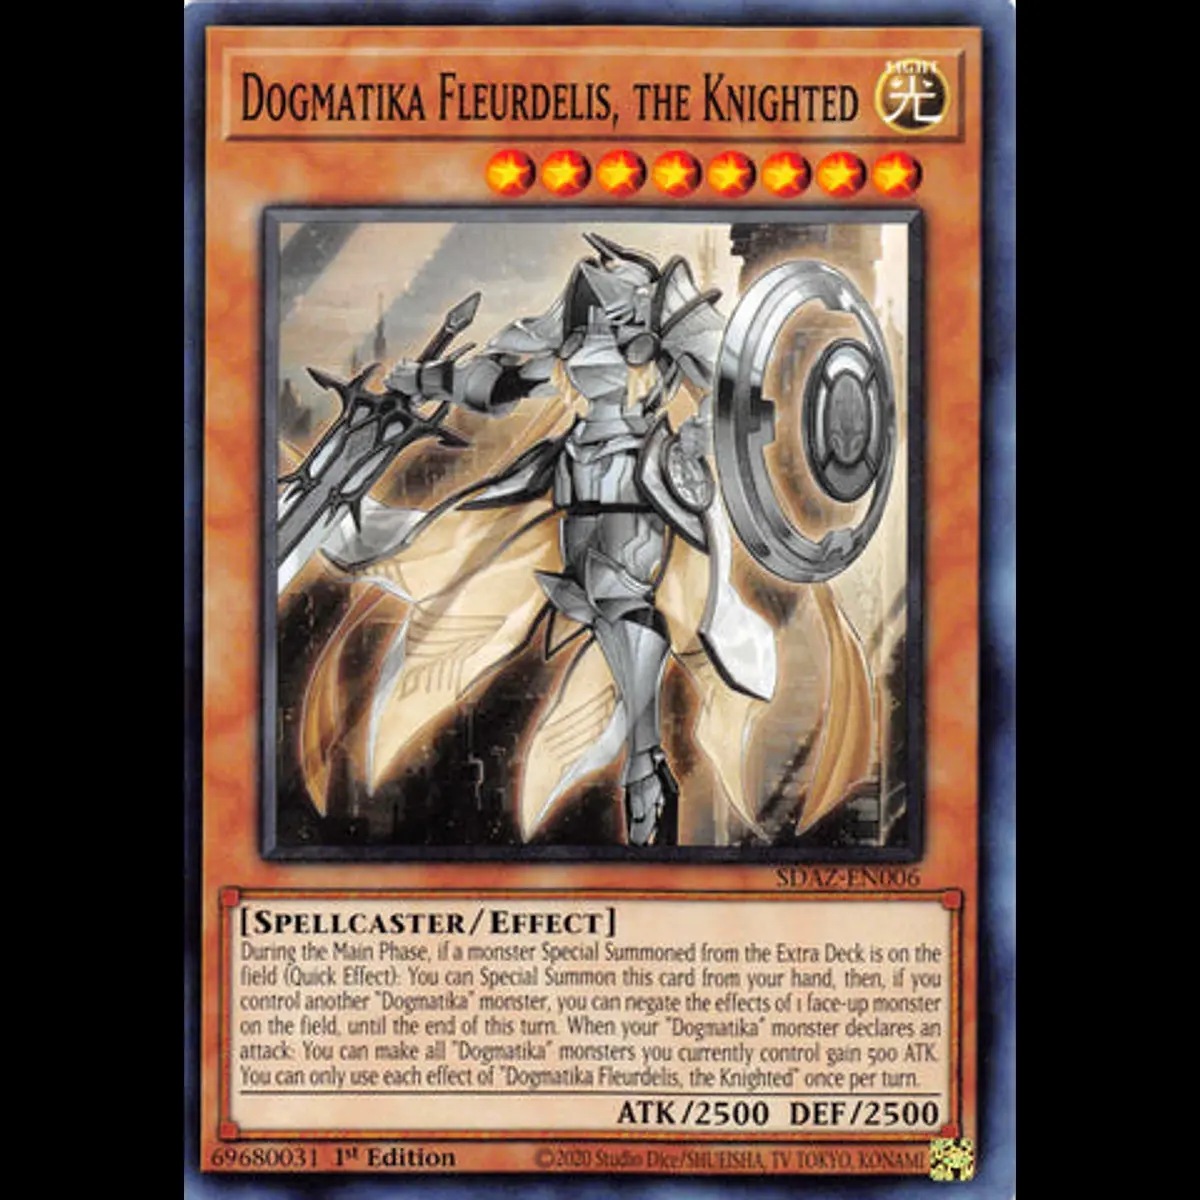 DOGMATIKA FLEURDELIS, THE KNIGHTED
LIGHT
光
SDAZ-EN006
[SPELLCASTER/EFFECT]
During the Main Phase, if a monster Special Summoned from the Extra Deck is on the
field (Quick Effect): You can Special Summon this card from your hand, then, if you
control another "Dogmatika" monster, you can negate the effects of 1 face-up monster
on the field, until the end of this turn. When your "Dogmatika" monster declares an
attack: You can make all "Dogmatika" monsters you currently control gain 500 ATK.
You can only use each effect of "Dogmatika Fleurdelis, the Knighted" once per turn.
ATK/2500 DEF/2500
69680031 1st Edition ©2020 Studio Dice/SHUEISHA, TV TOKYO, KONAMI